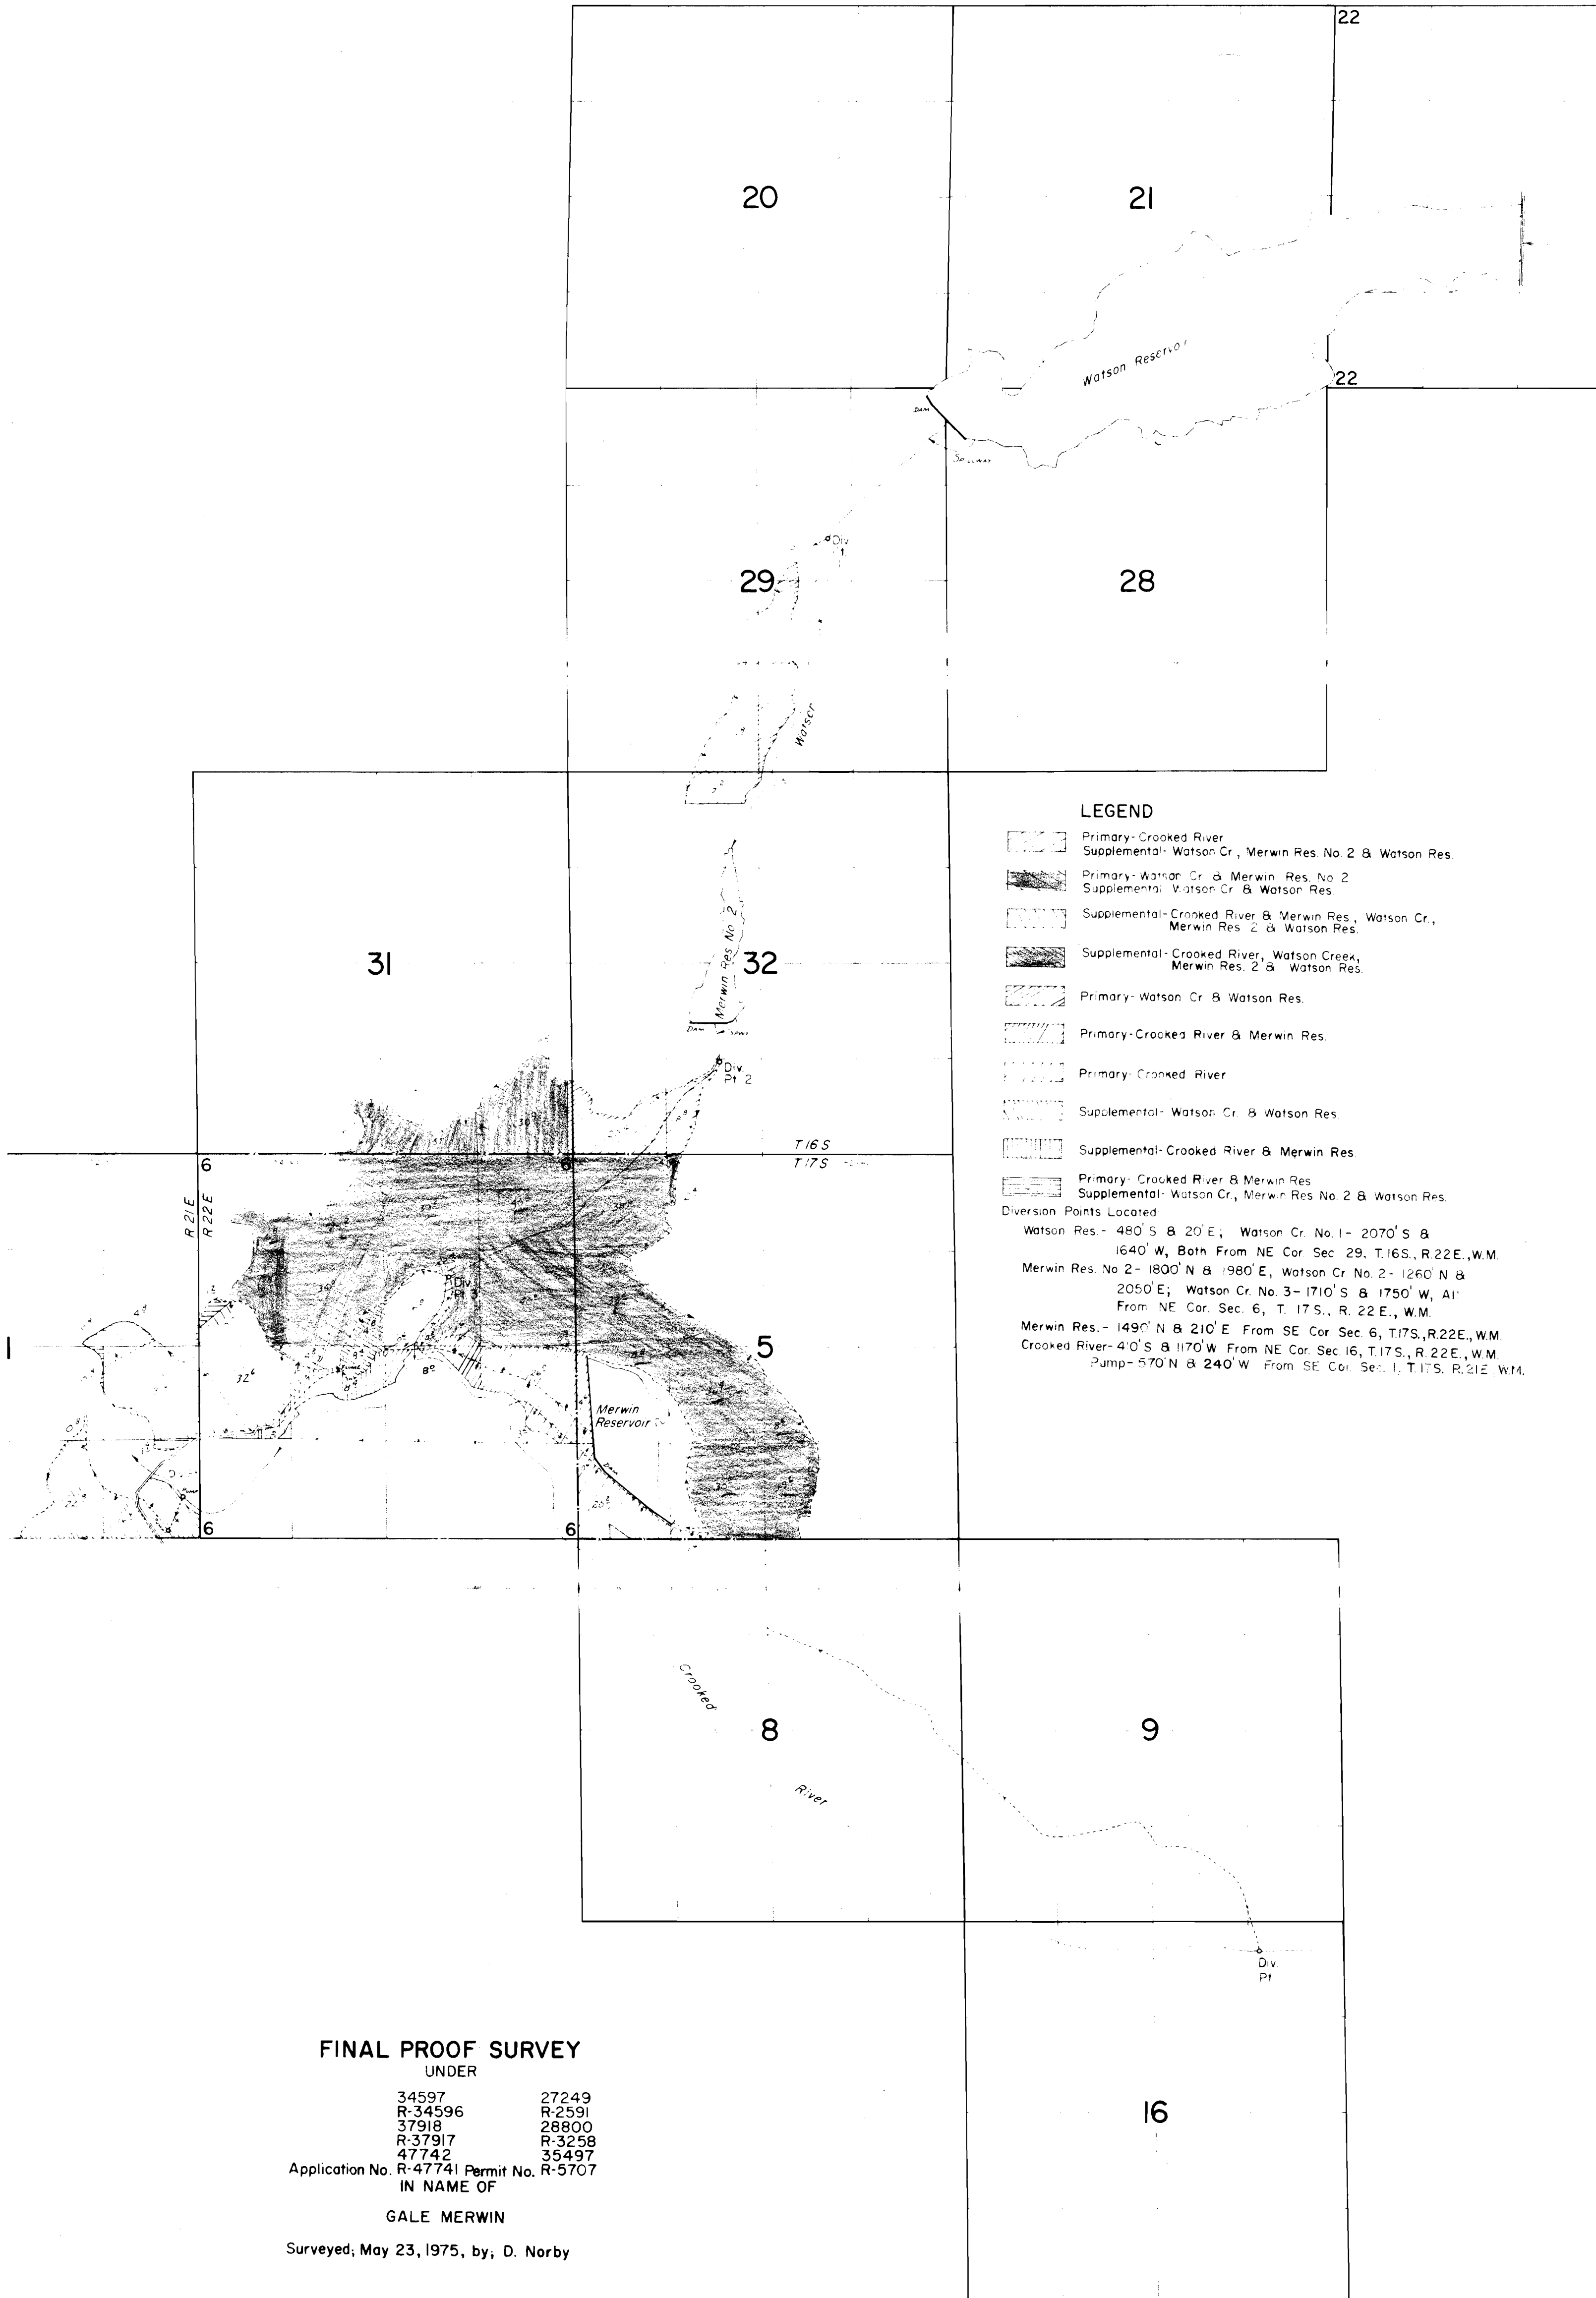 22
20
21
Watson Reservoir
22
DAM
SPILLWAY
Div
1
29
28
Watson
LEGEND
Primary-Crooked River
Supplemental-Watson Cr., Merwin Res. No. 2 & Watson Res.
Primary-Watson Cr & Merwin Res. No 2
Supplemental Watson Cr & Watson Res.
Supplemental-Crooked River & Merwin Res., Watson Cr.,
Merwin Res 2 & Watson Res.
Supplemental-Crooked River, Watson Creek,
Merwin Res. 2 & Watson Res.
Primary-Watson Cr & Watson Res.
Primary-Crooked River & Merwin Res.
Primary-Crooked River
Supplemental-Watson Cr. & Watson Res.
Supplemental-Crooked River & Merwin Res
Primary-Crooked River & Merwin Res
Supplemental-Watson Cr., Merwin Res No. 2 & Watson Res.
Diversion Points Located
Watson Res.- 480' S & 20' E; Watson Cr. No. 1- 2070' S &
1640' W, Both From NE Cor Sec 29, T.16S., R.22E., W.M.
Merwin Res. No 2- 1800' N & 1980' E, Watson Cr No. 2- 1260' N &
2050' E; Watson Cr. No. 3- 1710' S & 1750' W, All
From NE Cor. Sec. 6, T. 17 S., R. 22 E., W.M.
Merwin Res.- 1490' N & 210' E From SE Cor Sec. 6, T.17S., R.22E., W.M.
Crooked River- 410' S & 1170' W From NE Cor. Sec. 16, T.17S., R.22E., W.M.
Pump- 570' N & 240' W From SE Cor. Sec. 1, T.17S. R.21E W.M.
31
Merwin Res. No 2
32
DAM
Div.
Pt 2
T 16 S
T 17 S
R 21 E
R 22 E
6
6
Div.
Pt 3
1
5
32⁶
8⁰
Merwin
Reservoir
DAM
6
6
Crooked
River
8
9
Div.
Pt
16
FINAL PROOF SURVEY
UNDER
34597 27249
R-34596 R-2591
37918 28800
R-37917 R-3258
47742 35497
Application No. R-47741 Permit No. R-5707
IN NAME OF
GALE MERWIN
Surveyed; May 23, 1975, by; D. Norby